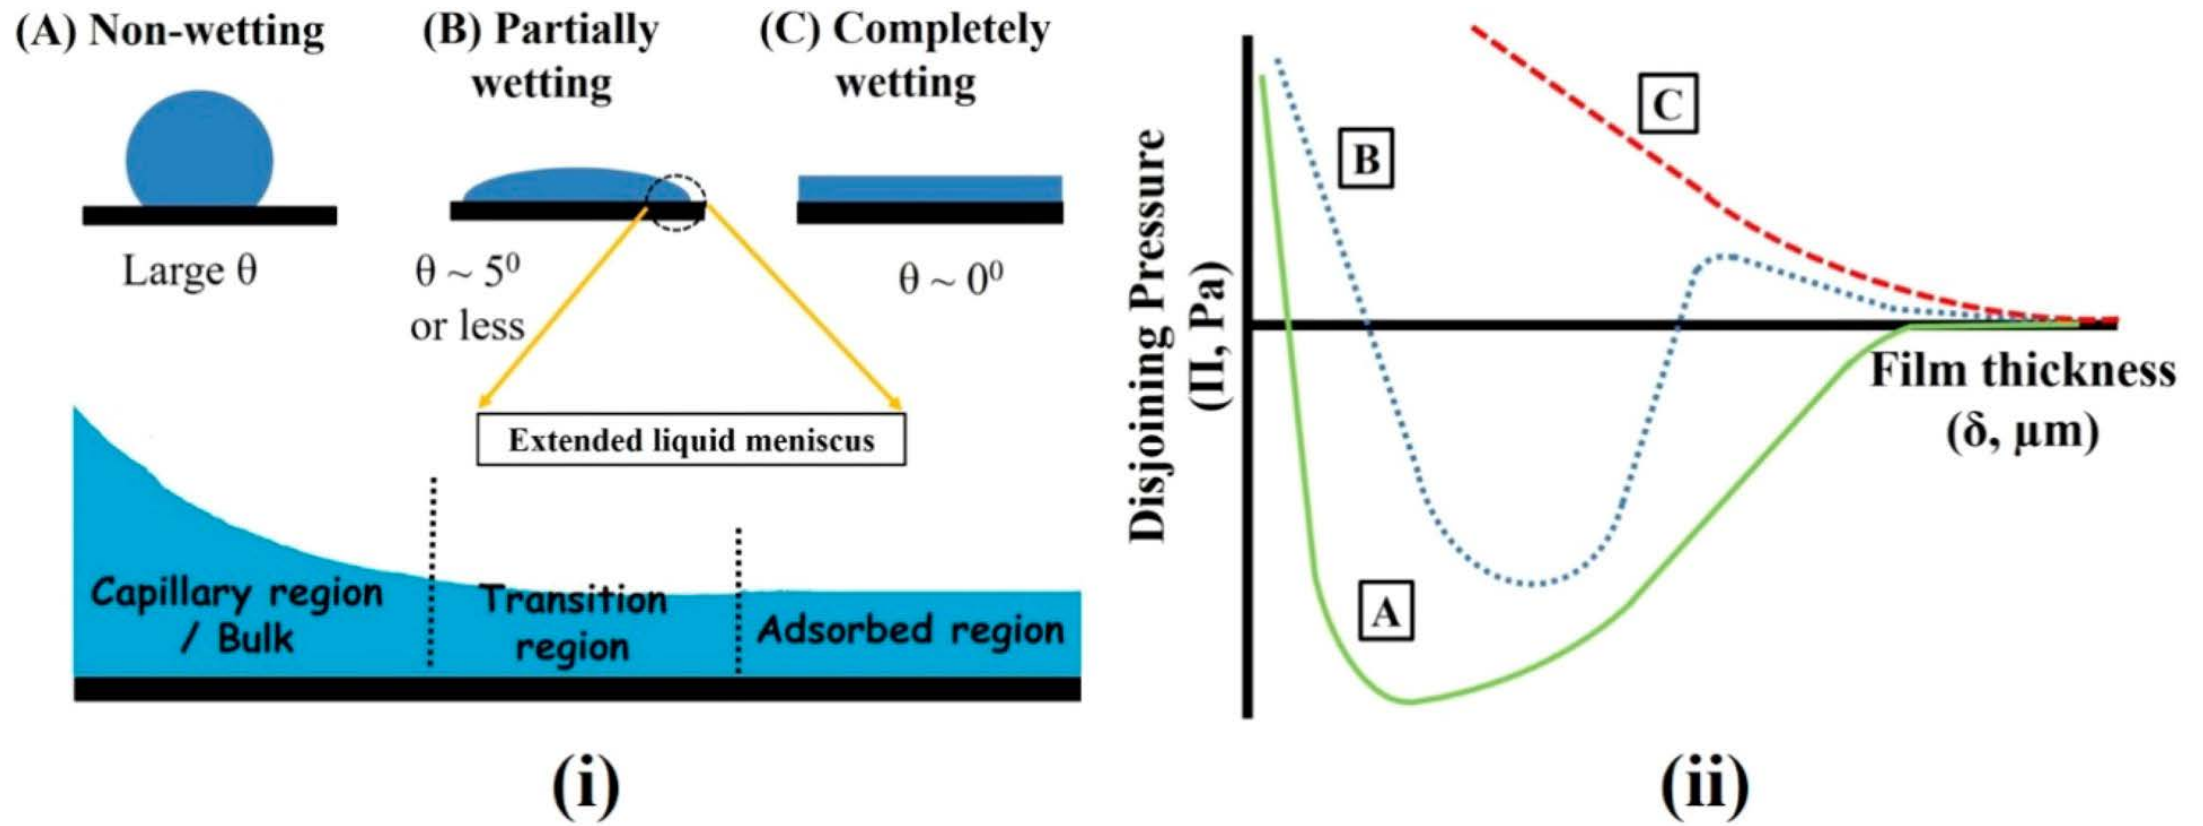 (A) Non-wetting
Large θ
(B) Partially
wetting
θ ~ 5⁰
or less
(C) Completely
wetting
θ ~ 0⁰
Extended liquid meniscus
Capillary region
/ Bulk
Transition
region
Adsorbed region
(i)
Disjoining Pressure
(Π, Pa)
A
B
C
Film thickness
(δ, μm)
(ii)